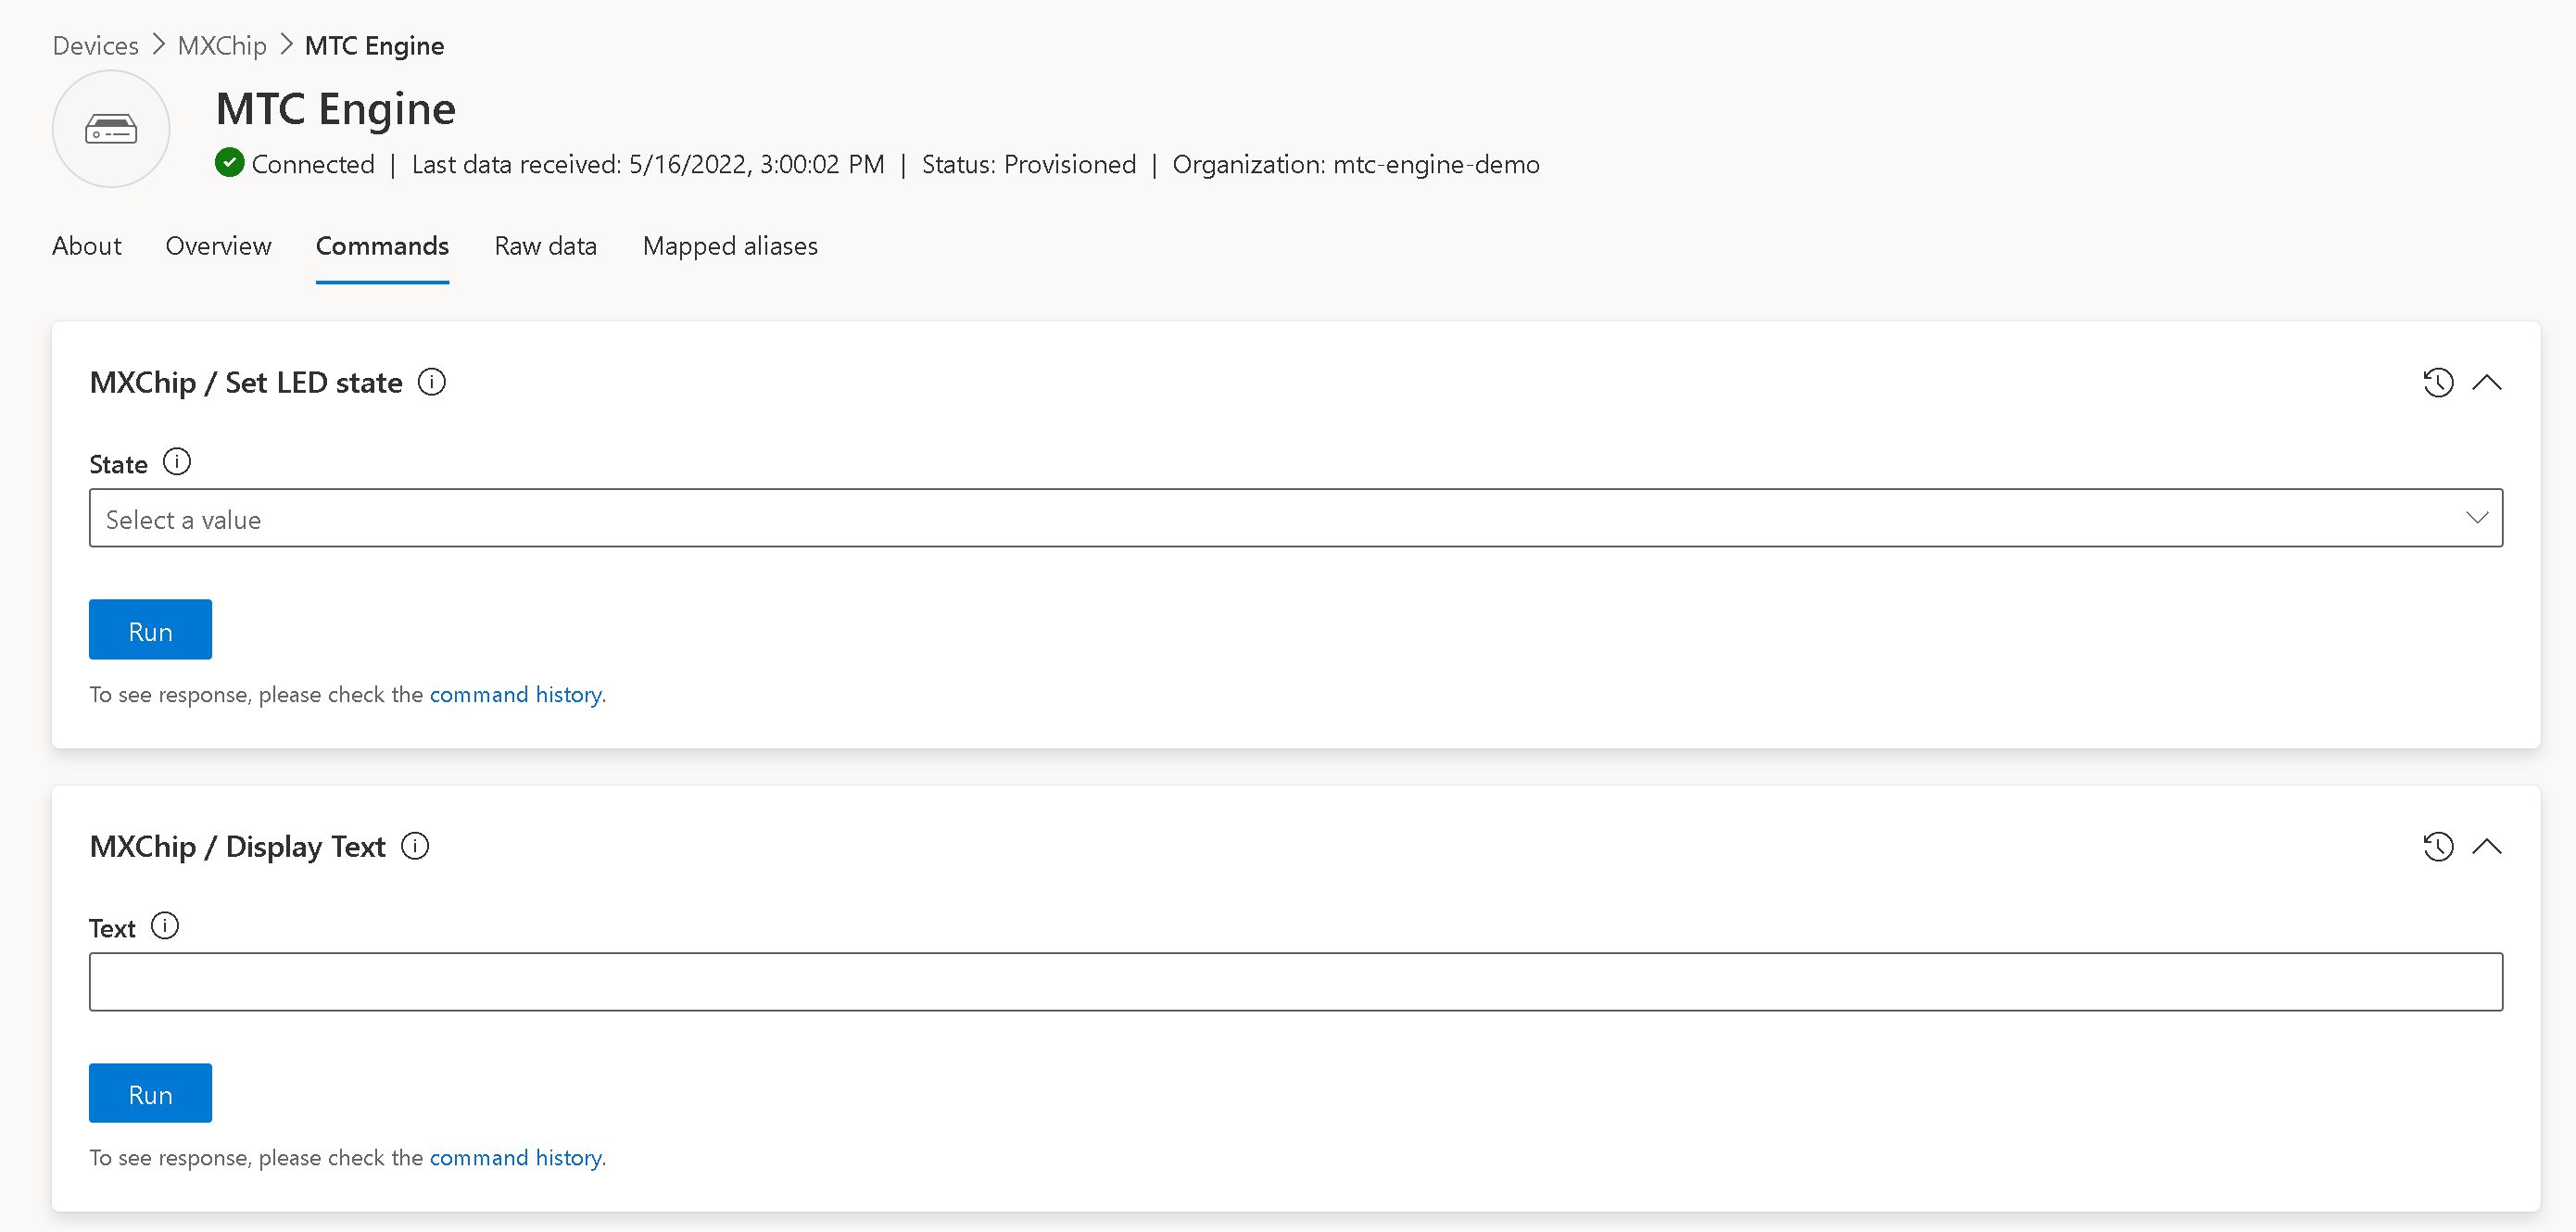 Devices > MXChip > MTC Engine
MTC Engine
Connected | Last data received: 5/16/2022, 3:00:02 PM | Status: Provisioned | Organization: mtc-engine-demo
About Overview Commands Raw data Mapped aliases
MXChip / Set LED state
State
Select a value
Run
To see response, please check the command history.
MXChip / Display Text
Text
Run
To see response, please check the command history.